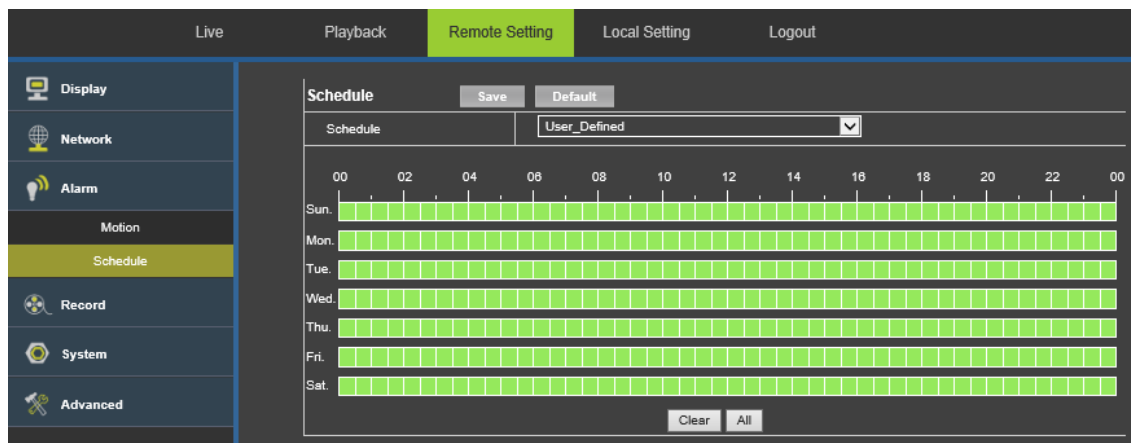 Live Playback Remote Setting Local Setting Logout
Display
Network
Alarm
Motion
Schedule
Record
System
Advanced
Schedule Save Default
Schedule User_Defined
00 02 04 06 08 10 12 14 16 18 20 22 00
Sun.
Mon.
Tue.
Wed.
Thu.
Fri.
Sat.
Clear All